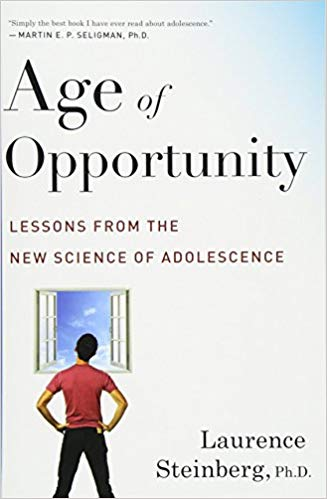 "Simply the best book I have ever read about adolescence."
— MARTIN E. P. SELIGMAN, Ph.D.
Age of
Opportunity
LESSONS FROM THE
NEW SCIENCE OF ADOLESCENCE
Laurence
Steinberg, Ph.D.